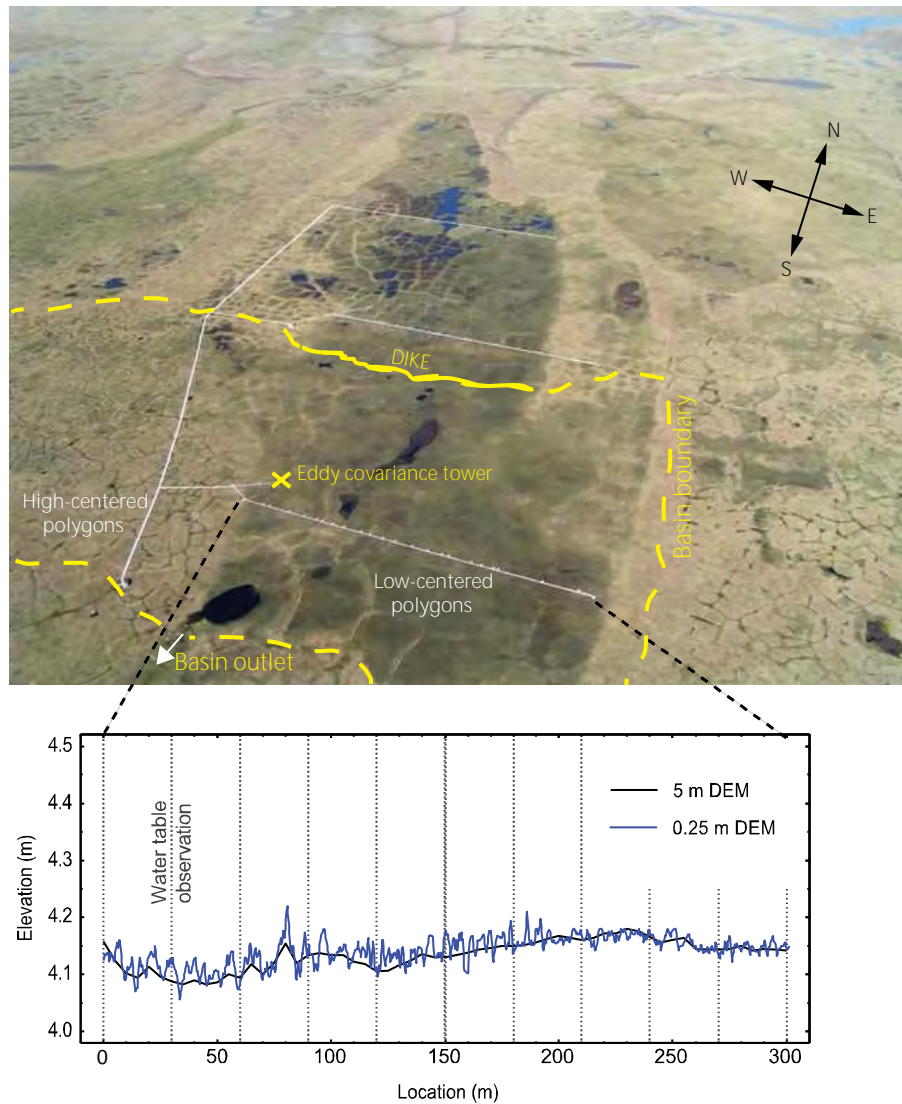 N
W
E
S
DIKE
Eddy covariance tower
Basin boundary
High-centered
polygons
Low-centered
polygons
Basin outlet
4.5
4.4
4.3
4.2
4.1
4.0
Elevation (m)
Water table
observation
5 m DEM
0.25 m DEM
0
50
100
150
200
250
300
Location (m)